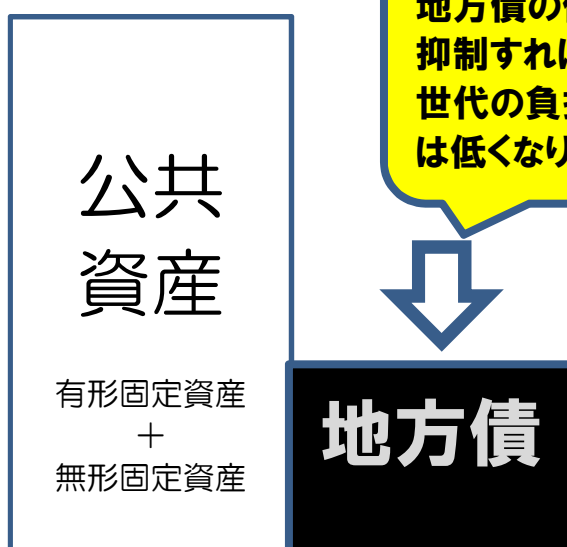 地方債の
抑制すれ
世代の負
は低くなり
公共
資産
有形固定資産
＋
無形固定資産
地方債